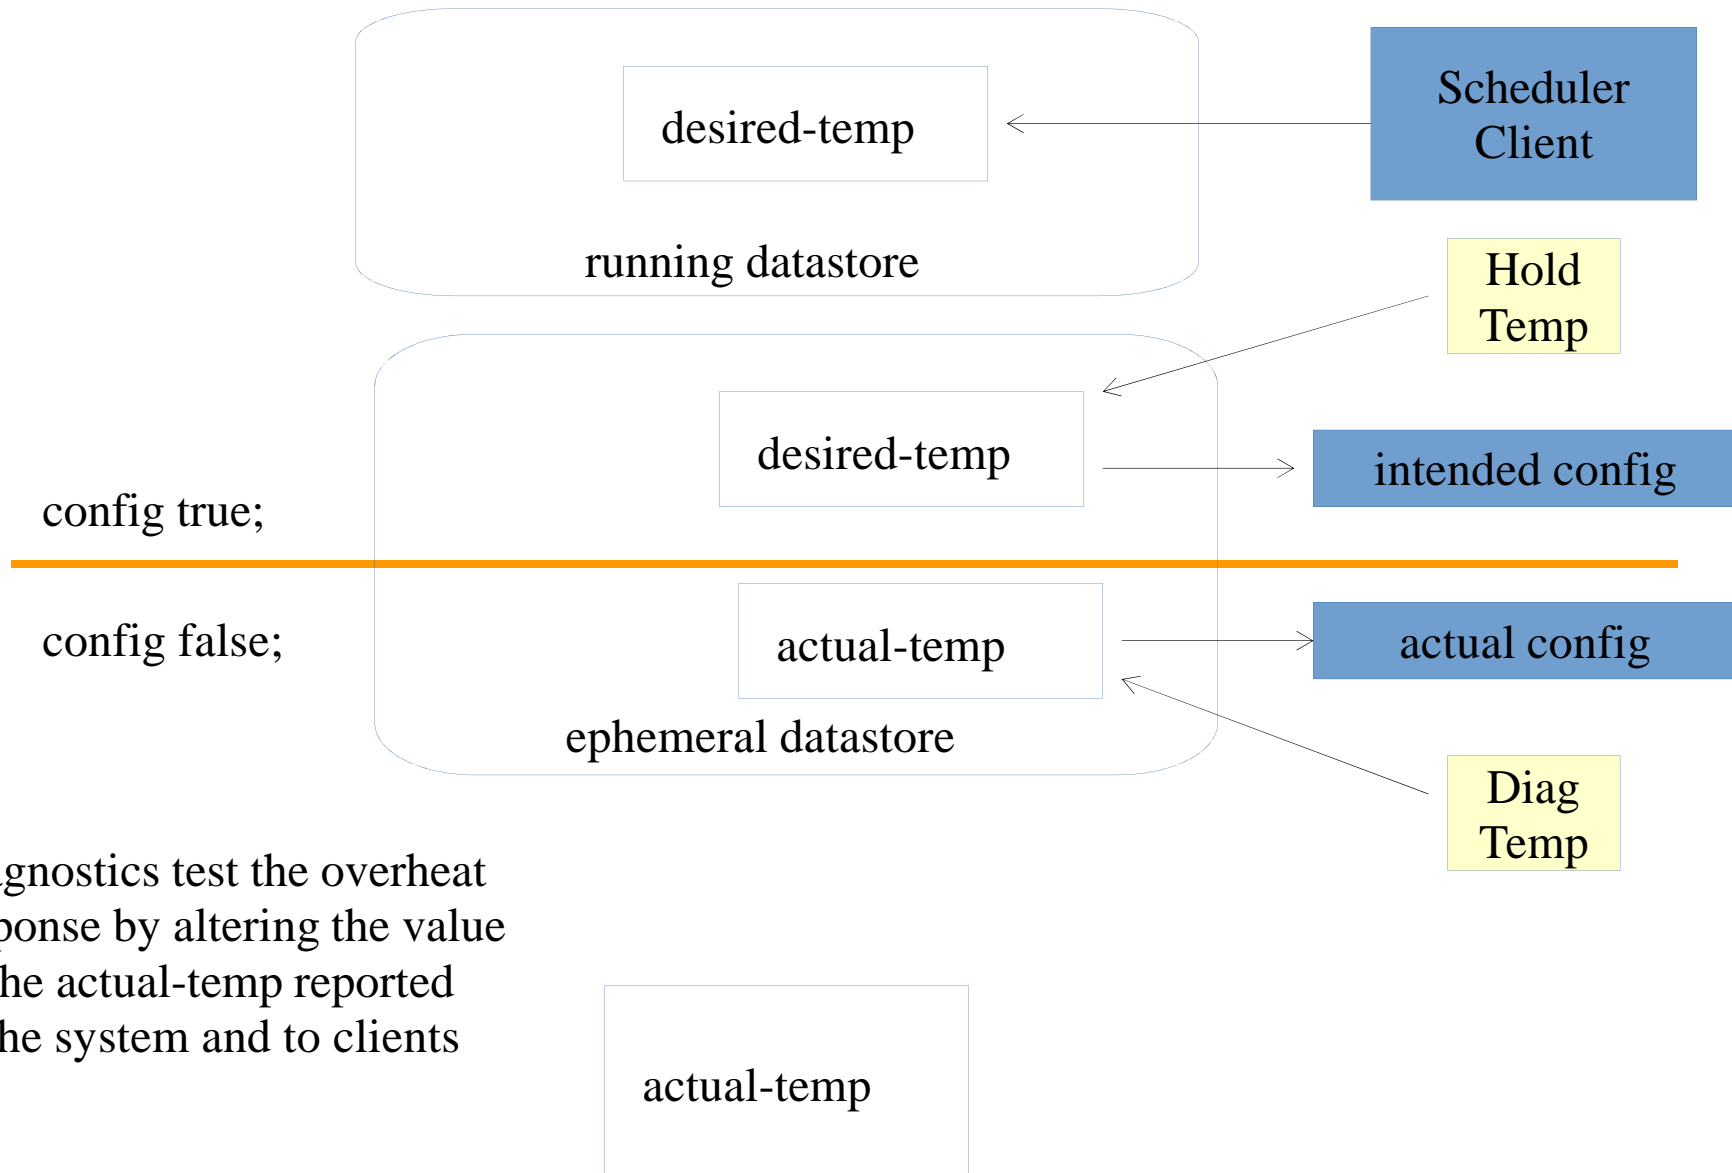 desired-temp
Scheduler
Client
running datastore
Hold
Temp
desired-temp
intended config
config true;
config false;
actual-temp
actual config
ephemeral datastore
Diag
Temp
agnostics test the overheat
ponse by altering the value
he actual-temp reported
he system and to clients
actual-temp